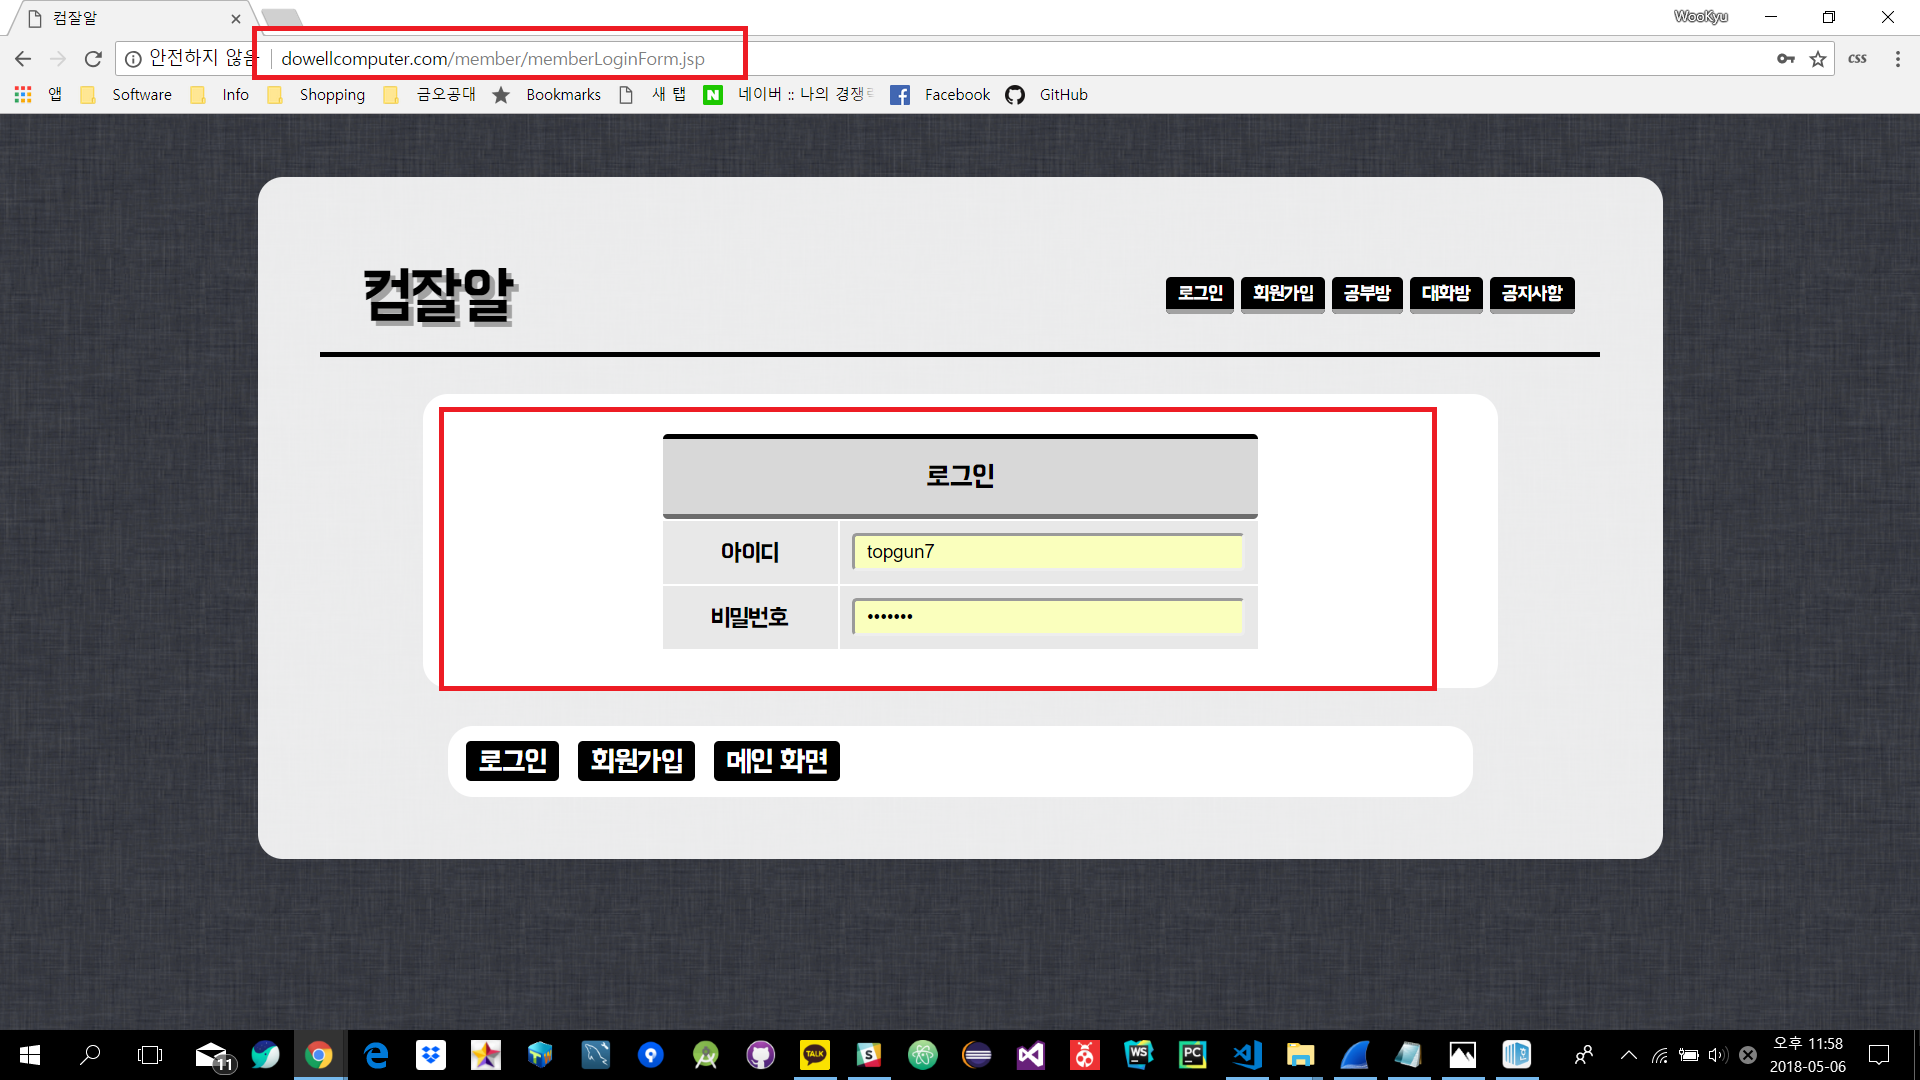 컴잘알
WooKyu
안전하지 않음 dowellcomputer.com/member/memberLoginForm.jsp
CSS
앱 Software Info Shopping 금오공대 Bookmarks 새 탭 N 네이버 :: 나의 경쟁 Facebook GitHub
컴잘알
로그인 회원가입 공부방 대화방 공지사항
로그인
아이디 topgun7
비밀번호 •••••••
로그인 회원가입 메인 화면
11
TALK
S
WS
PC
오후 11:58
2018-05-06